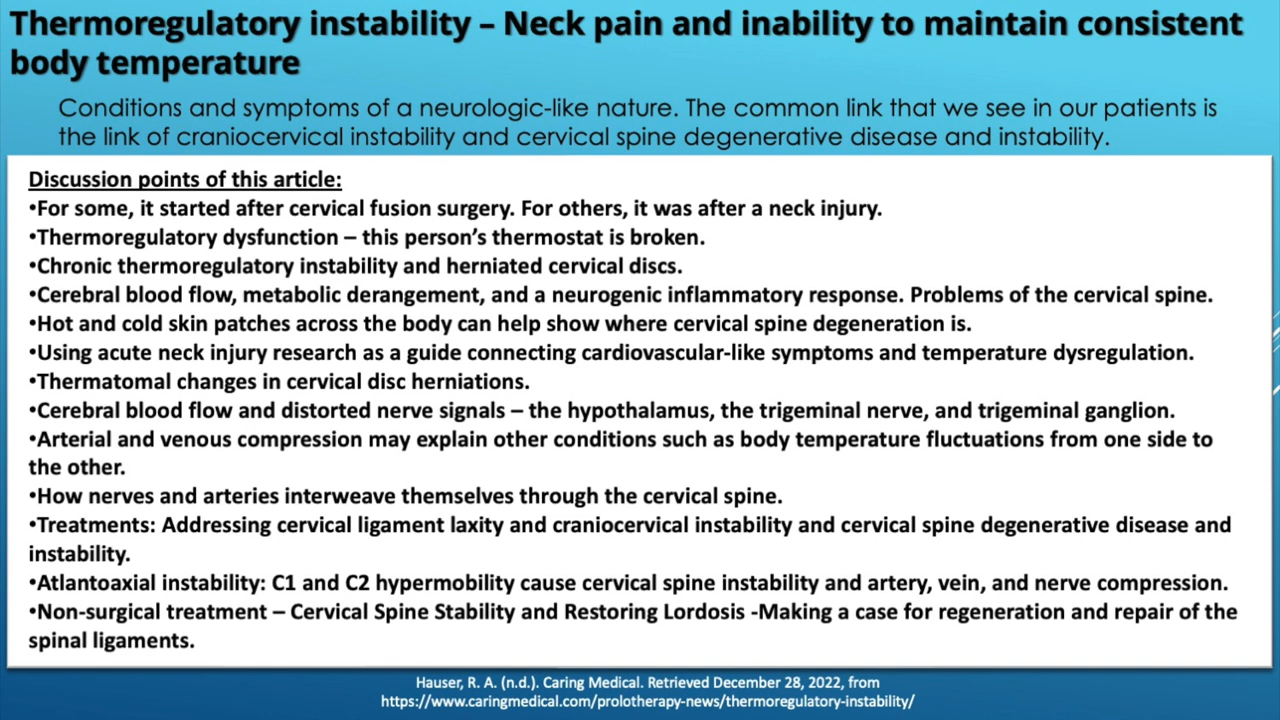 Thermoregulatory instability – Neck pain and inability to maintain consistent
body temperature
Conditions and symptoms of a neurologic-like nature. The common link that we see in our patients is
the link of craniocervical instability and cervical spine degenerative disease and instability.
Discussion points of this article:
•For some, it started after cervical fusion surgery. For others, it was after a neck injury.
•Thermoregulatory dysfunction – this person's thermostat is broken.
•Chronic thermoregulatory instability and herniated cervical discs.
•Cerebral blood flow, metabolic derangement, and a neurogenic inflammatory response. Problems of the cervical spine.
•Hot and cold skin patches across the body can help show where cervical spine degeneration is.
•Using acute neck injury research as a guide connecting cardiovascular-like symptoms and temperature dysregulation.
•Thermatomal changes in cervical disc herniations.
•Cerebral blood flow and distorted nerve signals – the hypothalamus, the trigeminal nerve, and trigeminal ganglion.
•Arterial and venous compression may explain other conditions such as body temperature fluctuations from one side to
the other.
•How nerves and arteries interweave themselves through the cervical spine.
•Treatments: Addressing cervical ligament laxity and craniocervical instability and cervical spine degenerative disease and
instability.
•Atlantoaxial instability: C1 and C2 hypermobility cause cervical spine instability and artery, vein, and nerve compression.
•Non-surgical treatment – Cervical Spine Stability and Restoring Lordosis -Making a case for regeneration and repair of the
spinal ligaments.
Hauser, R. A. (n.d.). Caring Medical. Retrieved December 28, 2022, from
https://www.caringmedical.com/prolotherapy-news/thermoregulatory-instability/